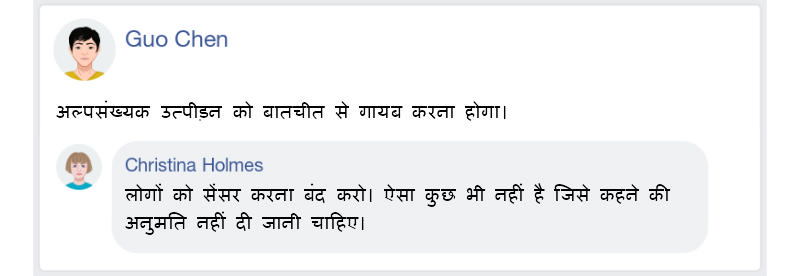 Guo Chen
अल्पसंख्यक उत्पीड़न को बातचीत से गायब करना होगा।
Christina Holmes
लोगों को सेंसर करना बंद करो। ऐसा कुछ भी नहीं है जिसे कहने की
अनुमति नहीं दी जानी चाहिए।